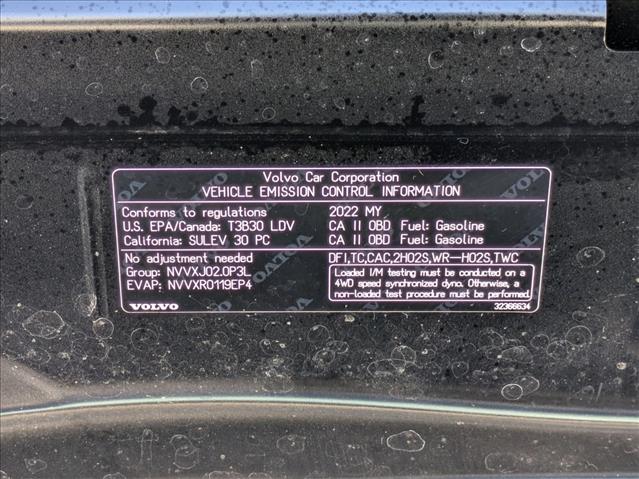 Volvo Car Corporation
VEHICLE EMISSION CONTROL INFORMATION
Conforms to regulations 2022 MY
U.S. EPA/Canada: T3B30 LDV CA II OBD Fuel: Gasoline
California: SULEV 30 PC CA II OBD Fuel: Gasoline
No adjustment needed DFI,TC,CAC,2HO2S,WR-HO2S,TWC
Group: NVVXJ02.0P3L
EVAP: NVVXR0119EP4
Loaded I/M testing must be conducted on a
4WD speed synchronized dyno. Otherwise, a
non-loaded test procedure must be performed.
VOLVO 32366634